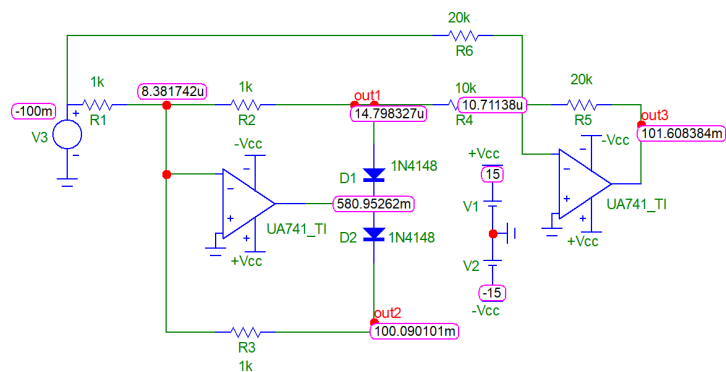 20k
R6
1k
8.381742u
1k
out1
10k
20k
-100m
R1
R2
14.798327u
R4
10.71138u
R5
out3
V3
-Vcc
+Vcc
-Vcc
101.608384m
D1
1N4148
15
580.95262m
V1
UA741_TI
D2
1N4148
UA741_TI
+Vcc
V2
+Vcc
-15
-Vcc
out2
100.090101m
R3
1k